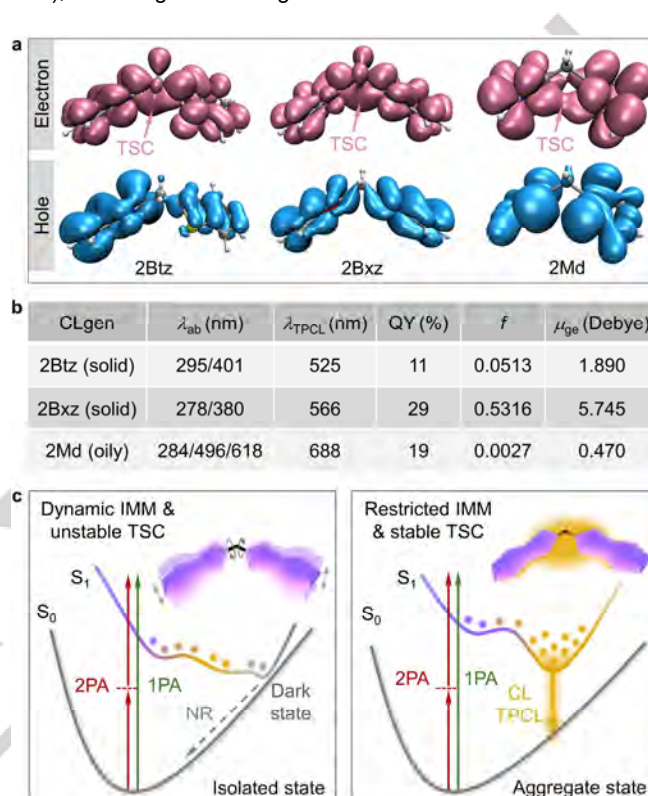 a
Electron
TSC TSC TSC
Hole
2Btz 2Bxz 2Md
b
CLgen λab (nm) λTPCL (nm) QY (%) f μge (Debye)
2Btz (solid) 295/401 525 11 0.0513 1.890
2Bxz (solid) 278/380 566 29 0.5316 5.745
2Md (oily) 284/496/618 688 19 0.0027 0.470
c
Dynamic IMM &
unstable TSC
S1
S0
2PA 1PA
NR
Dark
state
Isolated state
Restricted IMM
& stable TSC
S1
S0
2PA 1PA
CL
TPCL
Aggregate state